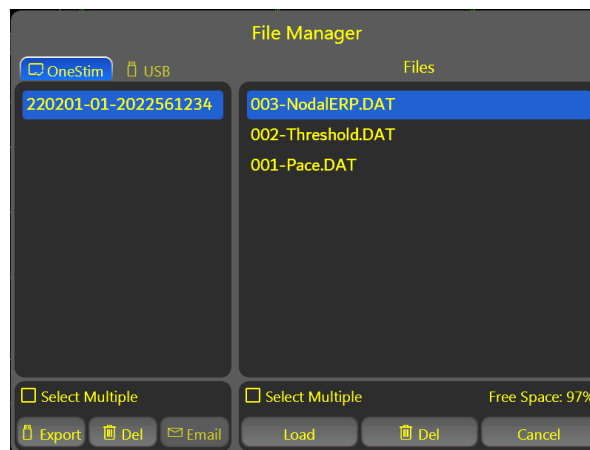 File Manager
OneStim USB
Files
220201-01-2022561234
003-NodalERP.DAT
002-Threshold.DAT
001-Pace.DAT
Select Multiple
Select Multiple
Free Space: 97%
Export Del Email
Load Del Cancel